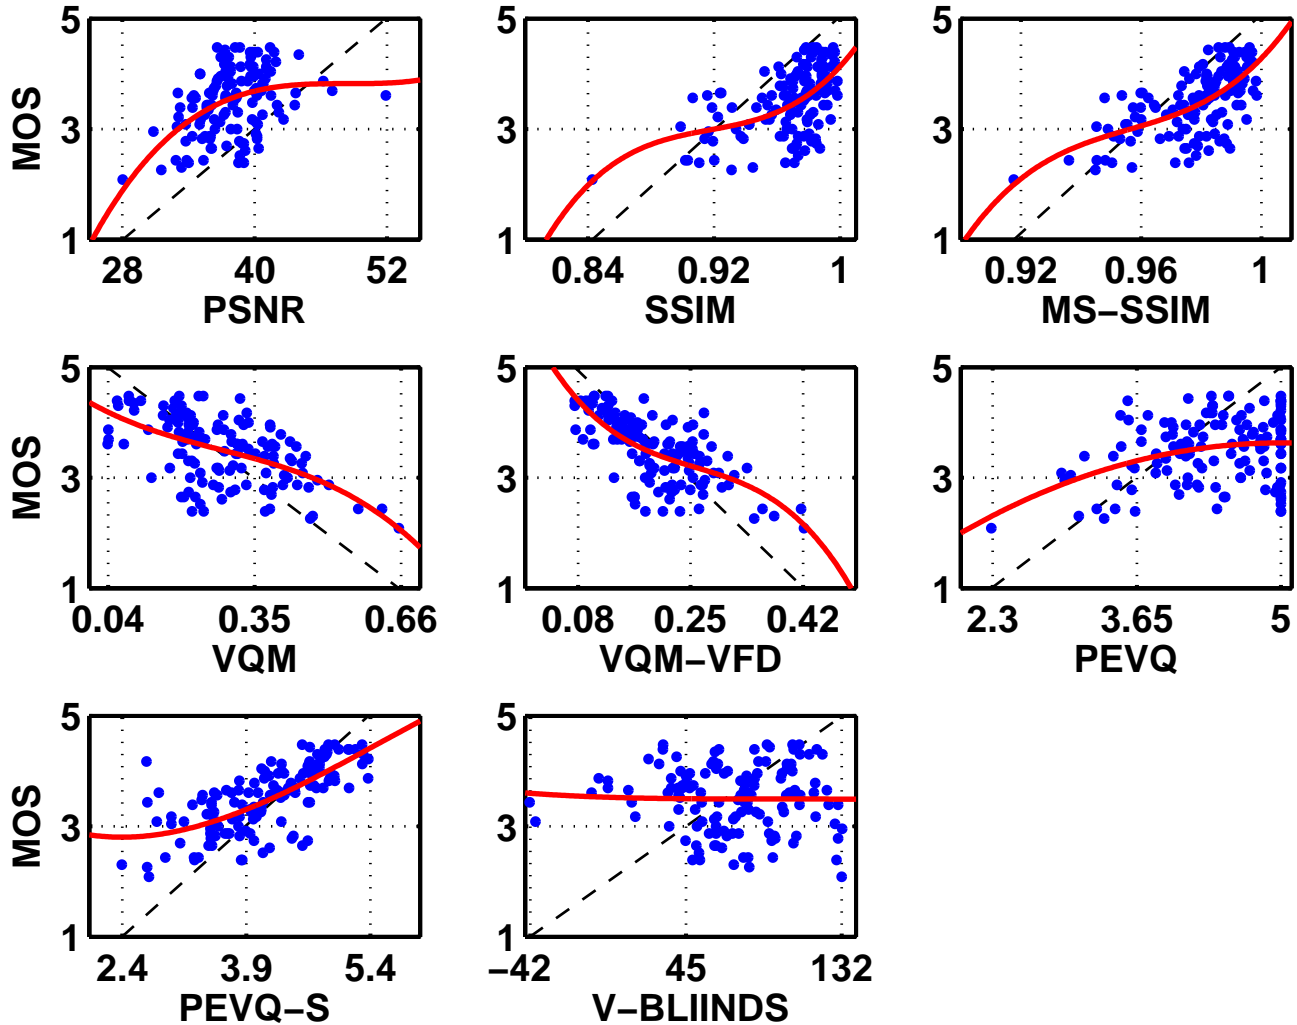 5 5 5
MOS
3 3 3
1 1 1
28 40 52 0.84 0.92 1 0.92 0.96 1
PSNR SSIM MS−SSIM
5 5 5
MOS
3 3 3
1 1 1
0.04 0.35 0.66 0.08 0.25 0.42 2.3 3.65 5
VQM VQM−VFD PEVQ
5 5
MOS
3 3
1 1
2.4 3.9 5.4 −42 45 132
PEVQ−S V−BLIINDS